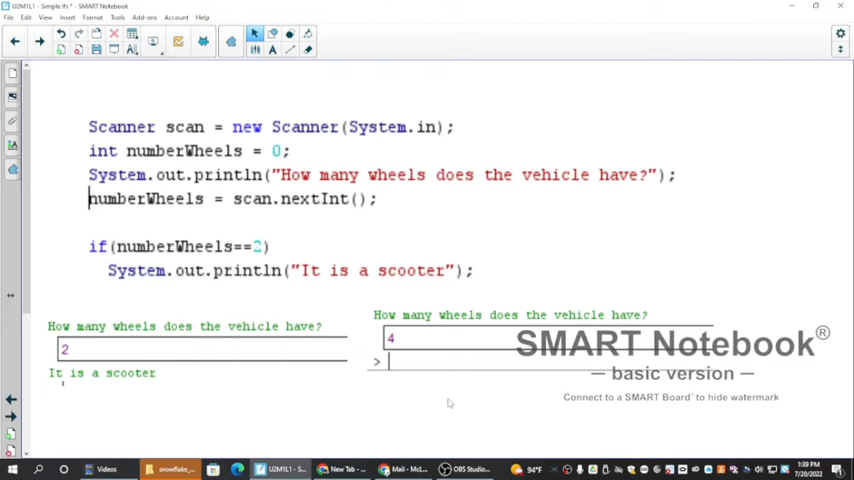 U2M1L1 - Simple Ifs * - SMART Notebook
File Edit View Insert Format Tools Add-ons Account Help
Scanner scan = new Scanner(System.in);
int numberWheels = 0;
System.out.println("How many wheels does the vehicle have?");
numberWheels = scan.nextInt();
if(numberWheels==2)
System.out.println("It is a scooter");
How many wheels does the vehicle have?
2
It is a scooter
How many wheels does the vehicle have?
4
>
SMART Notebook®
— basic version —
Connect to a SMART Board® to hide watermark
Videos
snowflake_...
U2M1L1 - S...
New Tab - ...
Mail - McL...
OBS Studio...
94°F
1:39 PM
7/20/2022